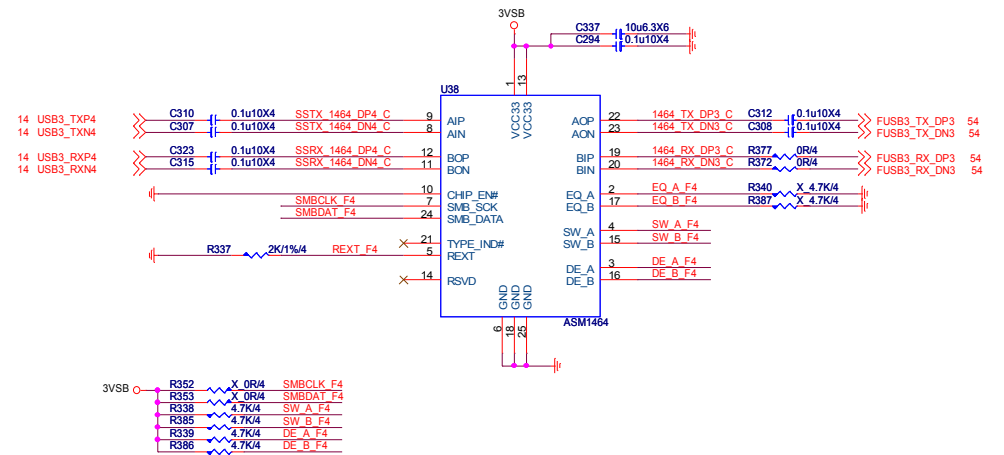 3VSB
C337 10u6.3X6
C294 0.1u10X4
1 13
U38
VCC33 VCC33
14 USB3_TXP4 C310 0.1u10X4 SSTX_1464_DP4_C 9 AIP AOP 22 1464_TX_DP3_C C312 0.1u10X4 FUSB3_TX_DP3 54
14 USB3_TXN4 C307 0.1u10X4 SSTX_1464_DN4_C 8 AIN AON 23 1464_TX_DN3_C C308 0.1u10X4 FUSB3_TX_DN3 54
14 USB3_RXP4 C323 0.1u10X4 SSRX_1464_DP4_C 12 BOP BIP 19 1464_RX_DP3_C R377 0R/4 FUSB3_RX_DP3 54
14 USB3_RXN4 C315 0.1u10X4 SSRX_1464_DN4_C 11 BON BIN 20 1464_RX_DN3_C R372 0R/4 FUSB3_RX_DN3 54
10 CHIP_EN# EQ_A 2 EQ_A_F4 R340 X_4.7K/4
SMBCLK_F4 7 SMB_SCK EQ_B 17 EQ_B_F4 R387 X_4.7K/4
SMBDAT_F4 24 SMB_DATA
SW_A 4 SW_A_F4
21 TYPE_IND# SW_B 15 SW_B_F4
R337 2K/1%/4 REXT_F4 5 REXT
DE_A 3 DE_A_F4
14 RSVD DE_B 16 DE_B_F4
GND GND GND
ASM1464
6 18 25
3VSB
R352 X_0R/4 SMBCLK_F4
R353 X_0R/4 SMBDAT_F4
R338 4.7K/4 SW_A_F4
R385 4.7K/4 SW_B_F4
R339 4.7K/4 DE_A_F4
R386 4.7K/4 DE_B_F4